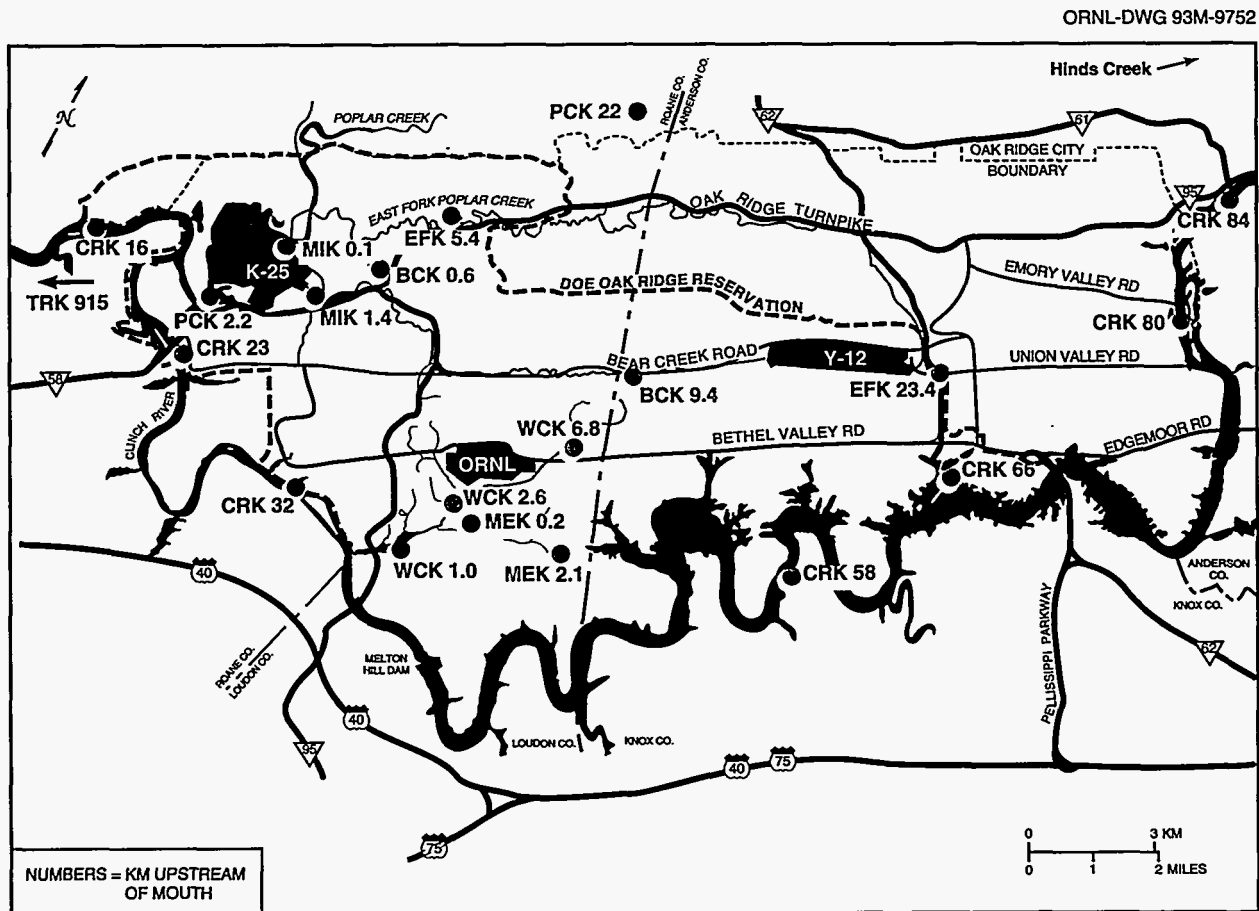 ORNL-DWG 93M-9752
Hinds Creek
N
PCK 22
ROANE CO.
ANDERSON CO.
62
61
POPLAR CREEK
OAK RIDGE CITY
BOUNDARY
95
CRK 84
EAST FORK POPLAR CREEK
OAK RIDGE TURNPIKE
CRK 16
EFK 5.4
MIK 0.1
K-25
BCK 0.6
EMORY VALLEY RD
TRK 915
DOE OAK RIDGE RESERVATION
PCK 2.2
MIK 1.4
CRK 80
CRK 23
BEAR CREEK ROAD
Y-12
UNION VALLEY RD
58
BCK 9.4
EFK 23.4
CLINCH RIVER
WCK 6.8
BETHEL VALLEY RD
EDGEMOOR RD
ORNL
CRK 66
CRK 32
WCK 2.6
MEK 0.2
WCK 1.0
MEK 2.1
CRK 58
40
ANDERSON
CO.
KNOX CO.
ROANE CO.
LOUDON CO.
MELTON
HILL DAM
62
PELLISSIPPI PARKWAY
40
95
LOUDON CO.
KNOX CO.
40
75
75
0 3 KM
0 1 2 MILES
NUMBERS = KM UPSTREAM
OF MOUTH